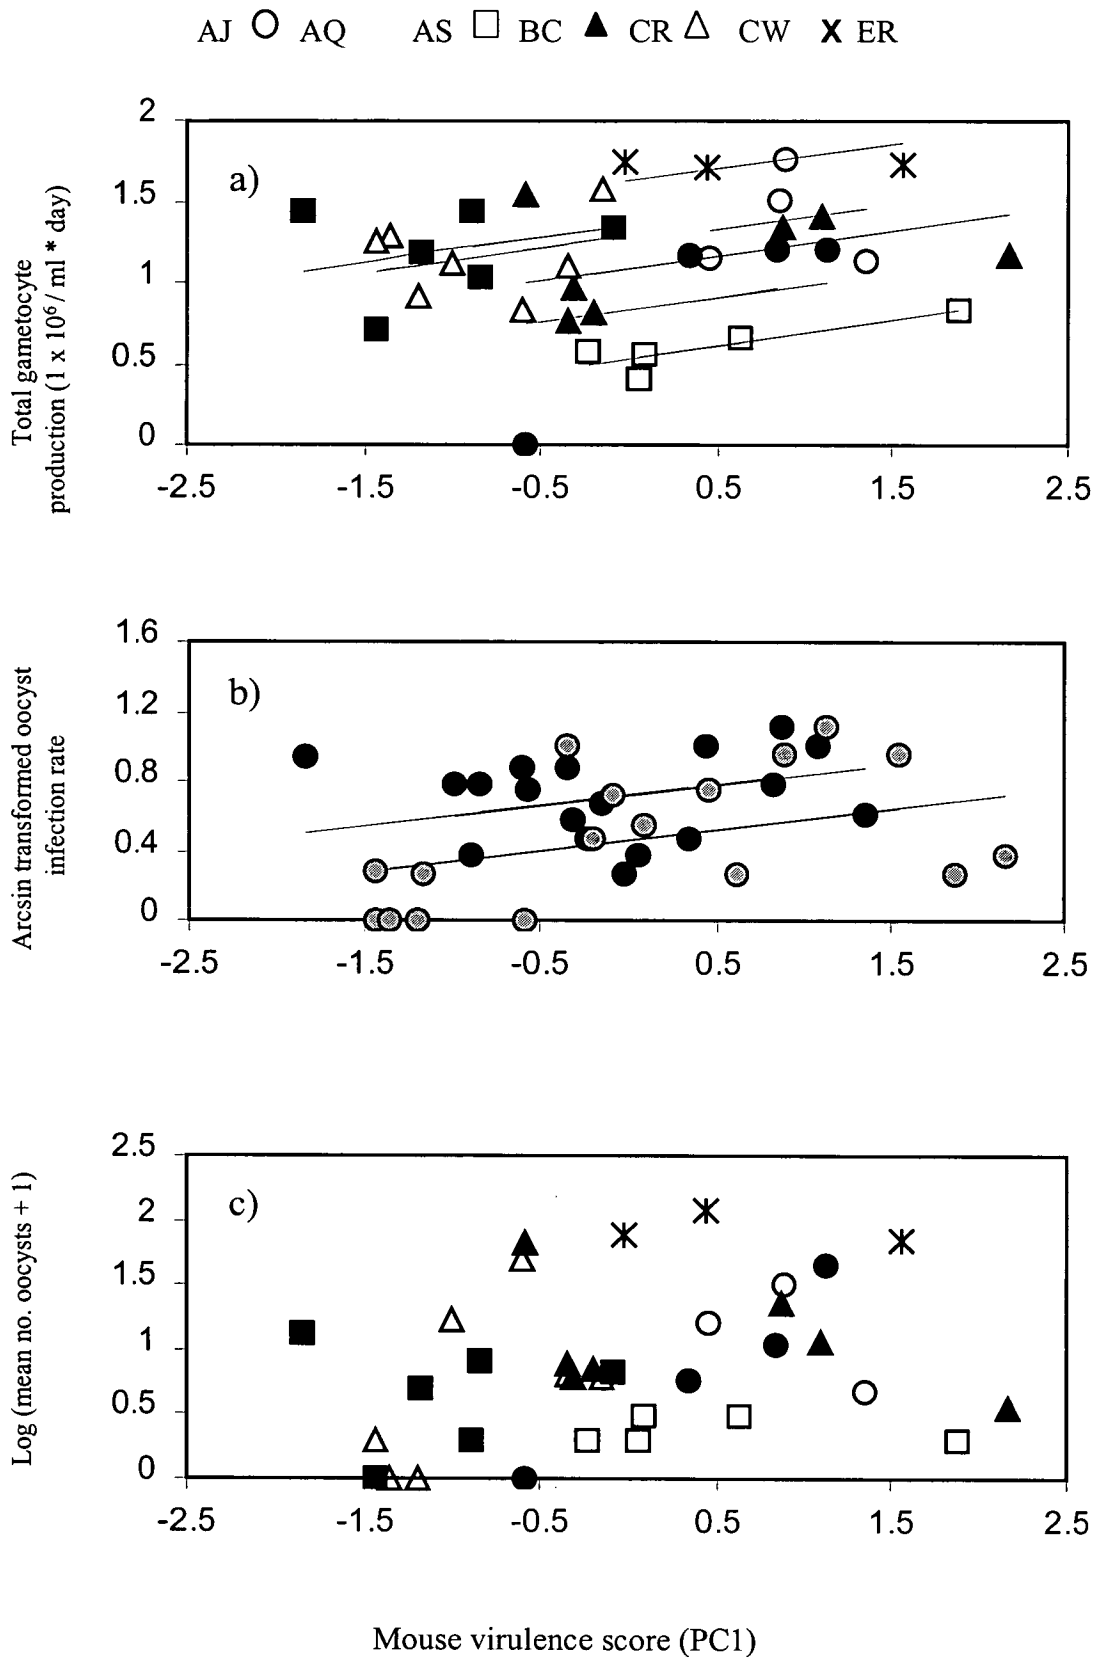 AJ AQ AS BC CR CW ER
a)
Total gametocyte
production (1 x 10⁶ / ml * day)
2
1.5
1
0.5
0
-2.5 -1.5 -0.5 0.5 1.5 2.5
b)
Arcsin transformed oocyst
infection rate
1.6
1.2
0.8
0.4
0
-2.5 -1.5 -0.5 0.5 1.5 2.5
c)
Log (mean no. oocysts + 1)
2.5
2
1.5
1
0.5
0
-2.5 -1.5 -0.5 0.5 1.5 2.5
Mouse virulence score (PC1)